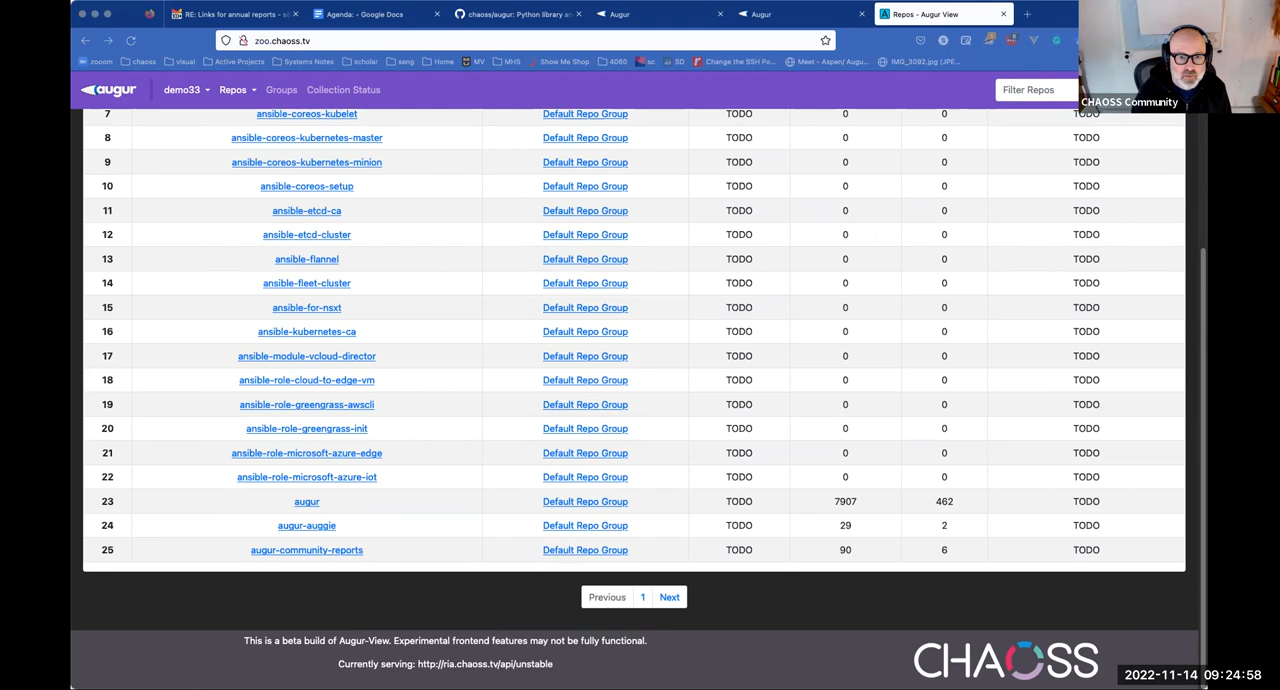 RE: Links for annual reports - s
Agenda: - Google Docs
chaoss/augur: Python library an
Augur
Augur
Repos - Augur View
zoo.chaoss.tv
zooom chaoss visual Active Projects Systems Notes scholar seng Home MV MHS Show Me Shop 4060 sc SD Change the SSH Po... Meet - Aspen/ Augu... IMG_3092.jpg (JPE...
augur demo33 Repos Groups Collection Status Filter Repos
CHAOSS Community
7 ansible-coreos-kubelet Default Repo Group TODO 0 0 TODO
8 ansible-coreos-kubernetes-master Default Repo Group TODO 0 0 TODO
9 ansible-coreos-kubernetes-minion Default Repo Group TODO 0 0 TODO
10 ansible-coreos-setup Default Repo Group TODO 0 0 TODO
11 ansible-etcd-ca Default Repo Group TODO 0 0 TODO
12 ansible-etcd-cluster Default Repo Group TODO 0 0 TODO
13 ansible-flannel Default Repo Group TODO 0 0 TODO
14 ansible-fleet-cluster Default Repo Group TODO 0 0 TODO
15 ansible-for-nsxt Default Repo Group TODO 0 0 TODO
16 ansible-kubernetes-ca Default Repo Group TODO 0 0 TODO
17 ansible-module-vcloud-director Default Repo Group TODO 0 0 TODO
18 ansible-role-cloud-to-edge-vm Default Repo Group TODO 0 0 TODO
19 ansible-role-greengrass-awscli Default Repo Group TODO 0 0 TODO
20 ansible-role-greengrass-init Default Repo Group TODO 0 0 TODO
21 ansible-role-microsoft-azure-edge Default Repo Group TODO 0 0 TODO
22 ansible-role-microsoft-azure-iot Default Repo Group TODO 0 0 TODO
23 augur Default Repo Group TODO 7907 462 TODO
24 augur-auggie Default Repo Group TODO 29 2 TODO
25 augur-community-reports Default Repo Group TODO 90 6 TODO
Previous 1 Next
This is a beta build of Augur-View. Experimental frontend features may not be fully functional.
Currently serving: http://ria.chaoss.tv/api/unstable
CHAOSS
2022-11-14 09:24:58